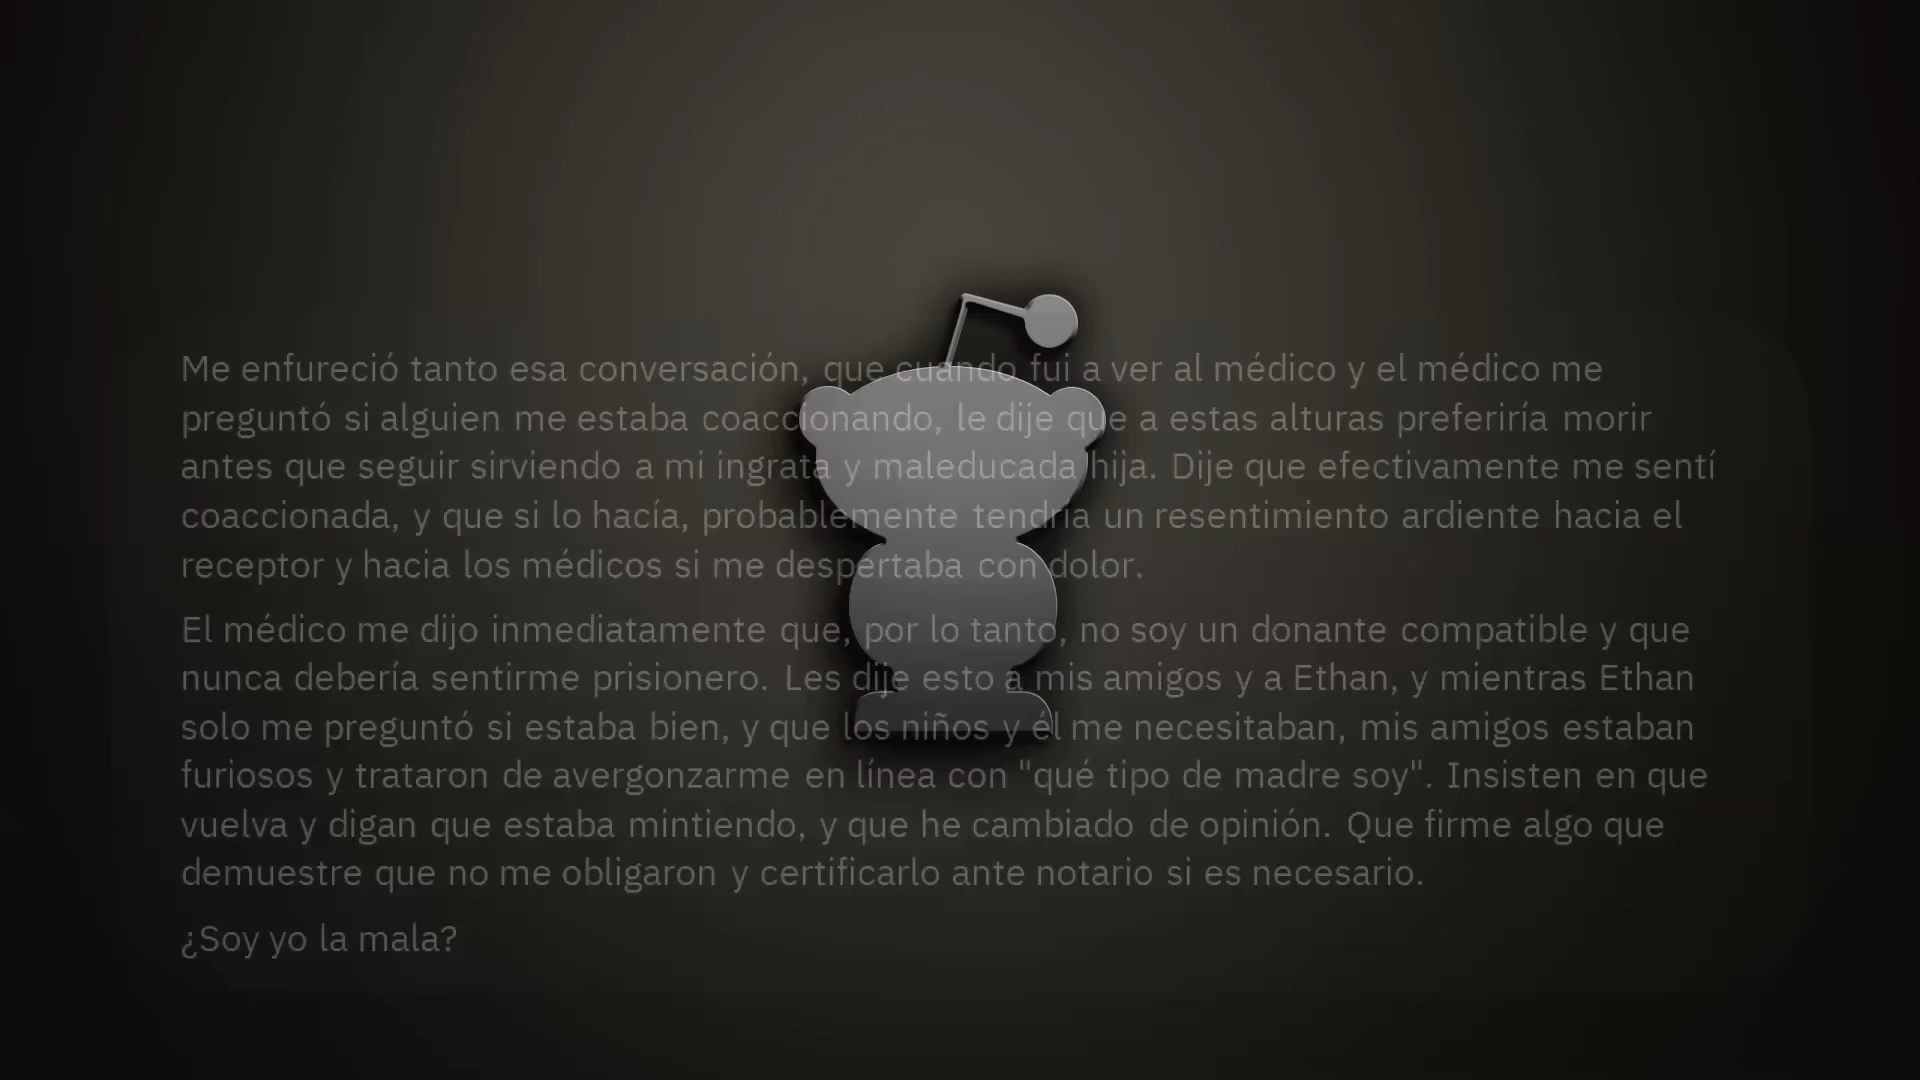 Me enfureció tanto esa conversación, que cuando fui a ver al médico y el médico me
preguntó si alguien me estaba coaccionando, le dije que a estas alturas preferiría morir
antes que seguir sirviendo a mi ingrata y maleducada hija. Dije que efectivamente me sentí
coaccionada, y que si lo hacía, probablemente tendría un resentimiento ardiente hacia el
receptor y hacia los médicos si me despertaba con dolor.
El médico me dijo inmediatamente que, por lo tanto, no soy un donante compatible y que
nunca debería sentirme prisionero. Les dije esto a mis amigos y a Ethan, y mientras Ethan
solo me preguntó si estaba bien, y que los niños y él me necesitaban, mis amigos estaban
furiosos y trataron de avergonzarme en línea con "qué tipo de madre soy". Insisten en que
vuelva y digan que estaba mintiendo, y que he cambiado de opinión. Que firme algo que
demuestre que no me obligaron y certificarlo ante notario si es necesario.
¿Soy yo la mala?